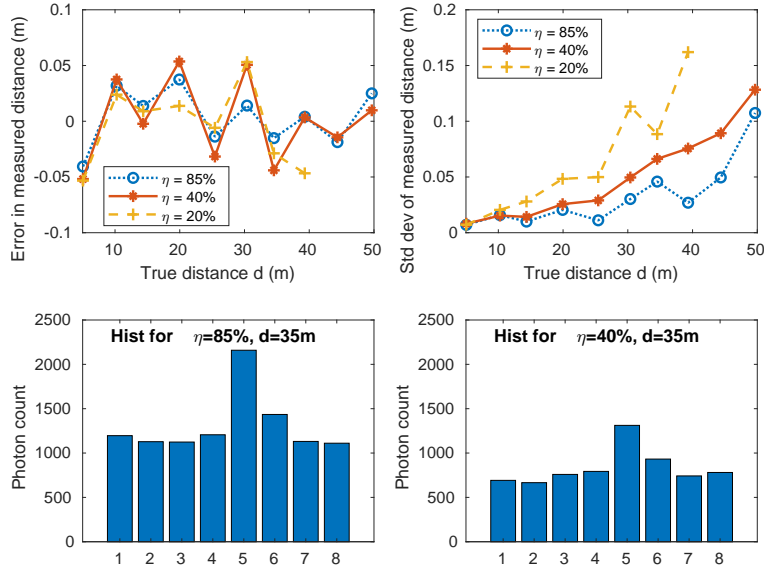 0.1
0.05
0
-0.05
-0.1
Error in measured distance (m)
η = 85%
η = 40%
η = 20%
10 20 30 40 50
True distance d (m)
0.2
0.15
0.1
0.05
0
Std dev of measured distance (m)
η = 85%
η = 40%
η = 20%
10 20 30 40 50
True distance d (m)
2500
2000
1500
1000
500
0
Photon count
Hist for η=85%, d=35m
1 2 3 4 5 6 7 8
2500
2000
1500
1000
500
0
Photon count
Hist for η=40%, d=35m
1 2 3 4 5 6 7 8